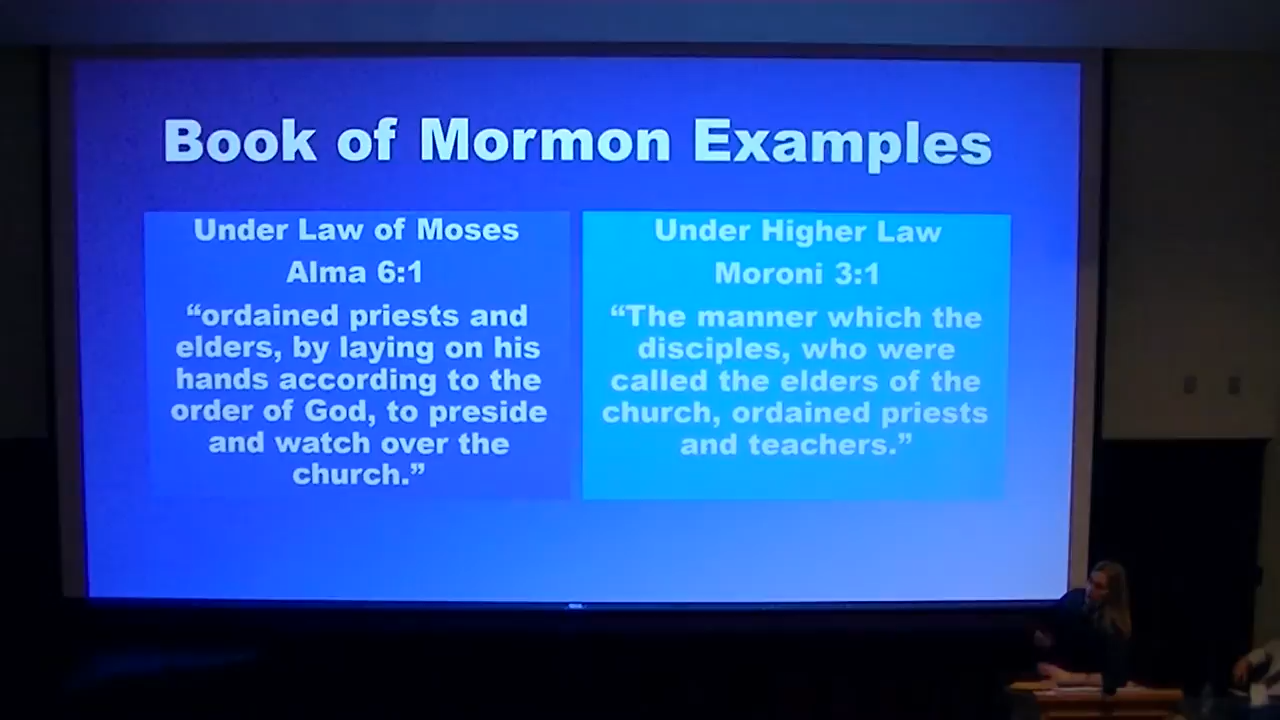 Book of Mormon Examples
Under Law of Moses
Alma 6:1
“ordained priests and
elders, by laying on his
hands according to the
order of God, to preside
and watch over the
church.”
Under Higher Law
Moroni 3:1
“The manner which the
disciples, who were
called the elders of the
church, ordained priests
and teachers.”